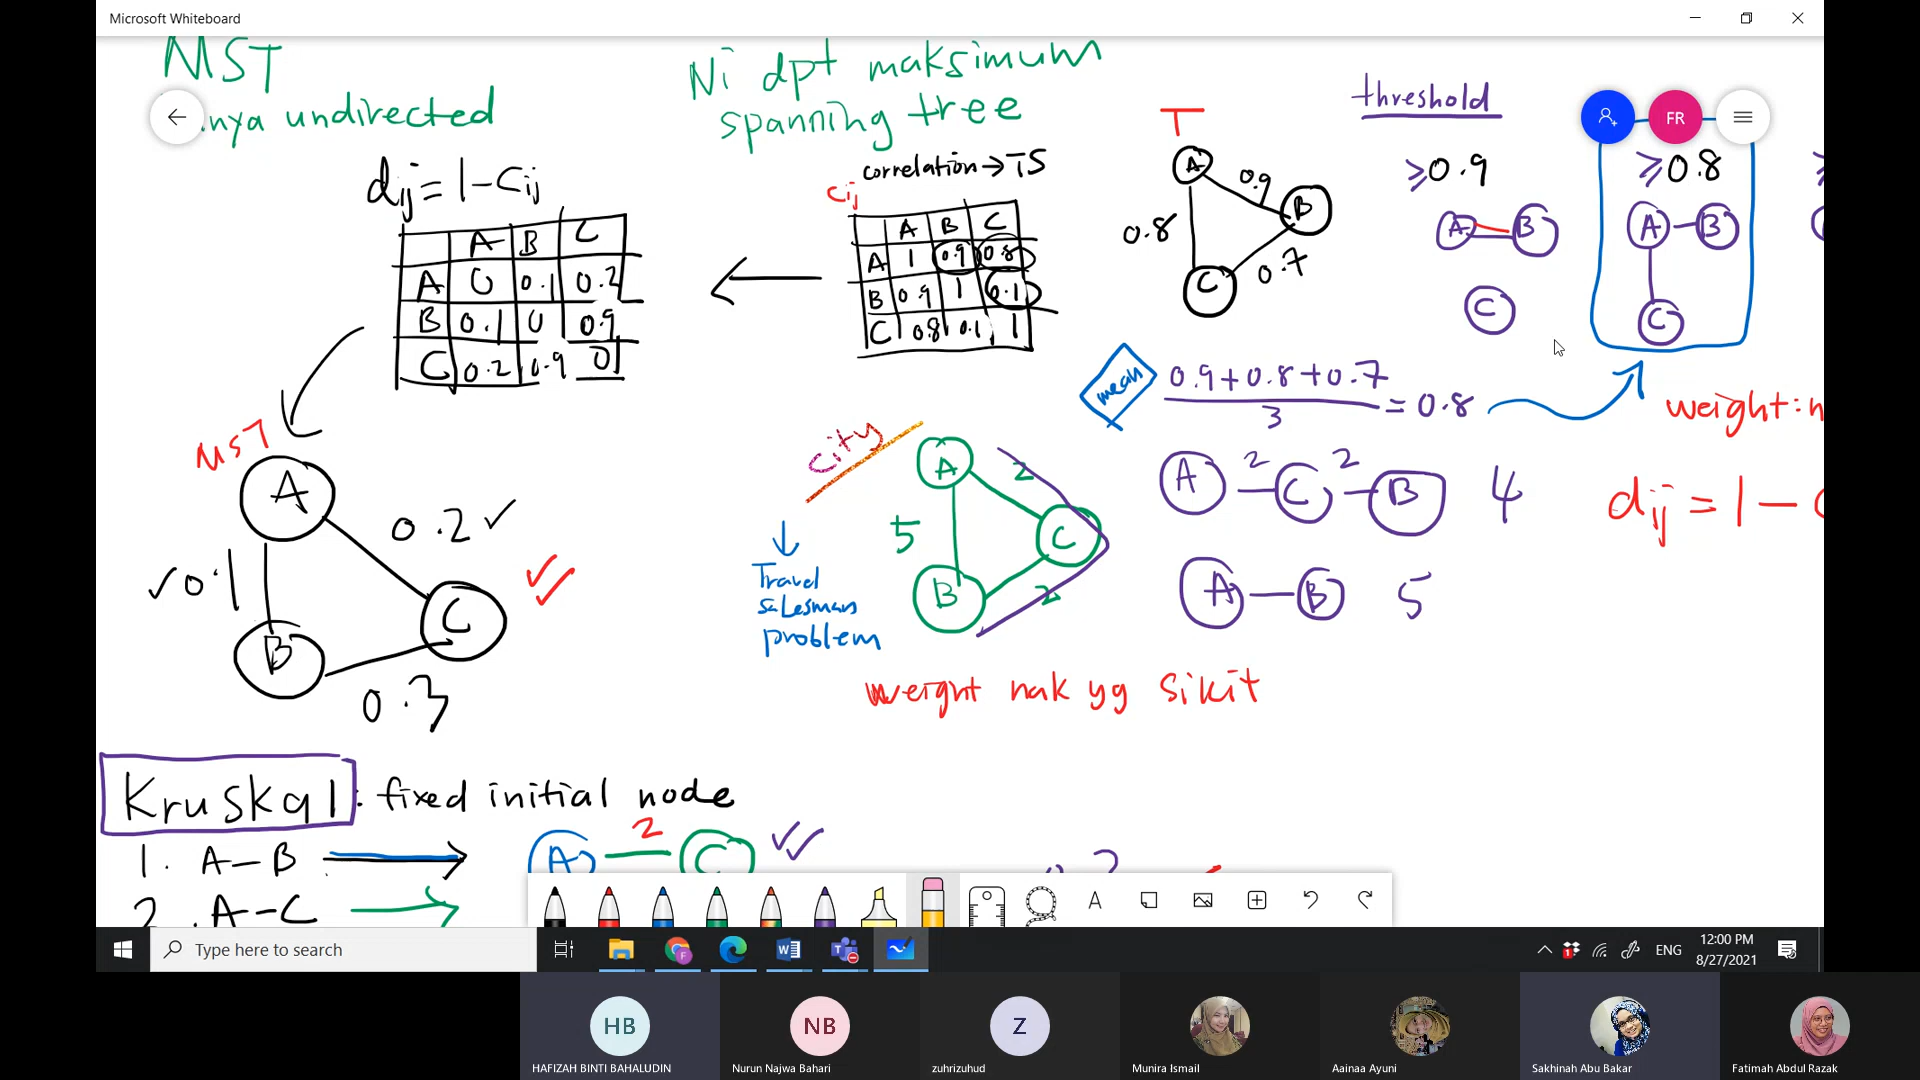 Microsoft Whiteboard
MST
nya undirected
Ni dpt maksimum
spanning tree
dij = 1 - Cij
A B C
A 0 0.1 0.2
B 0.1 0 0.9
C 0.2 0.9 0
correlation → TS
Cij
A B C
A 1 0.9 0.8
B 0.9 1 0.1
C 0.8 0.1 1
T
A
0.9
B
0.8
0.7
C
threshold
FR
≥0.9
A B
C
≥0.8
A B
C
mean
0.9+0.8+0.7
3
= 0.8
weight:
dij = 1 -
MST
A
0.2 ✓
✓ 0.1
C
B
0.3
City
A
2
5
C
B
2
Travel
salesman
problem
A 2 C 2 B 4
A B 5
weight nak yg sikit
Kruskal : fixed initial node
1. A-B →
A 2 C
2. A-C →
Type here to search
ENG
12:00 PM
8/27/2021
HB
HAFIZAH BINTI BAHALUDIN
NB
Nurun Najwa Bahari
Z
zuhrizuhud
Munira Ismail
Aainaa Ayuni
Sakhinah Abu Bakar
Fatimah Abdul Razak